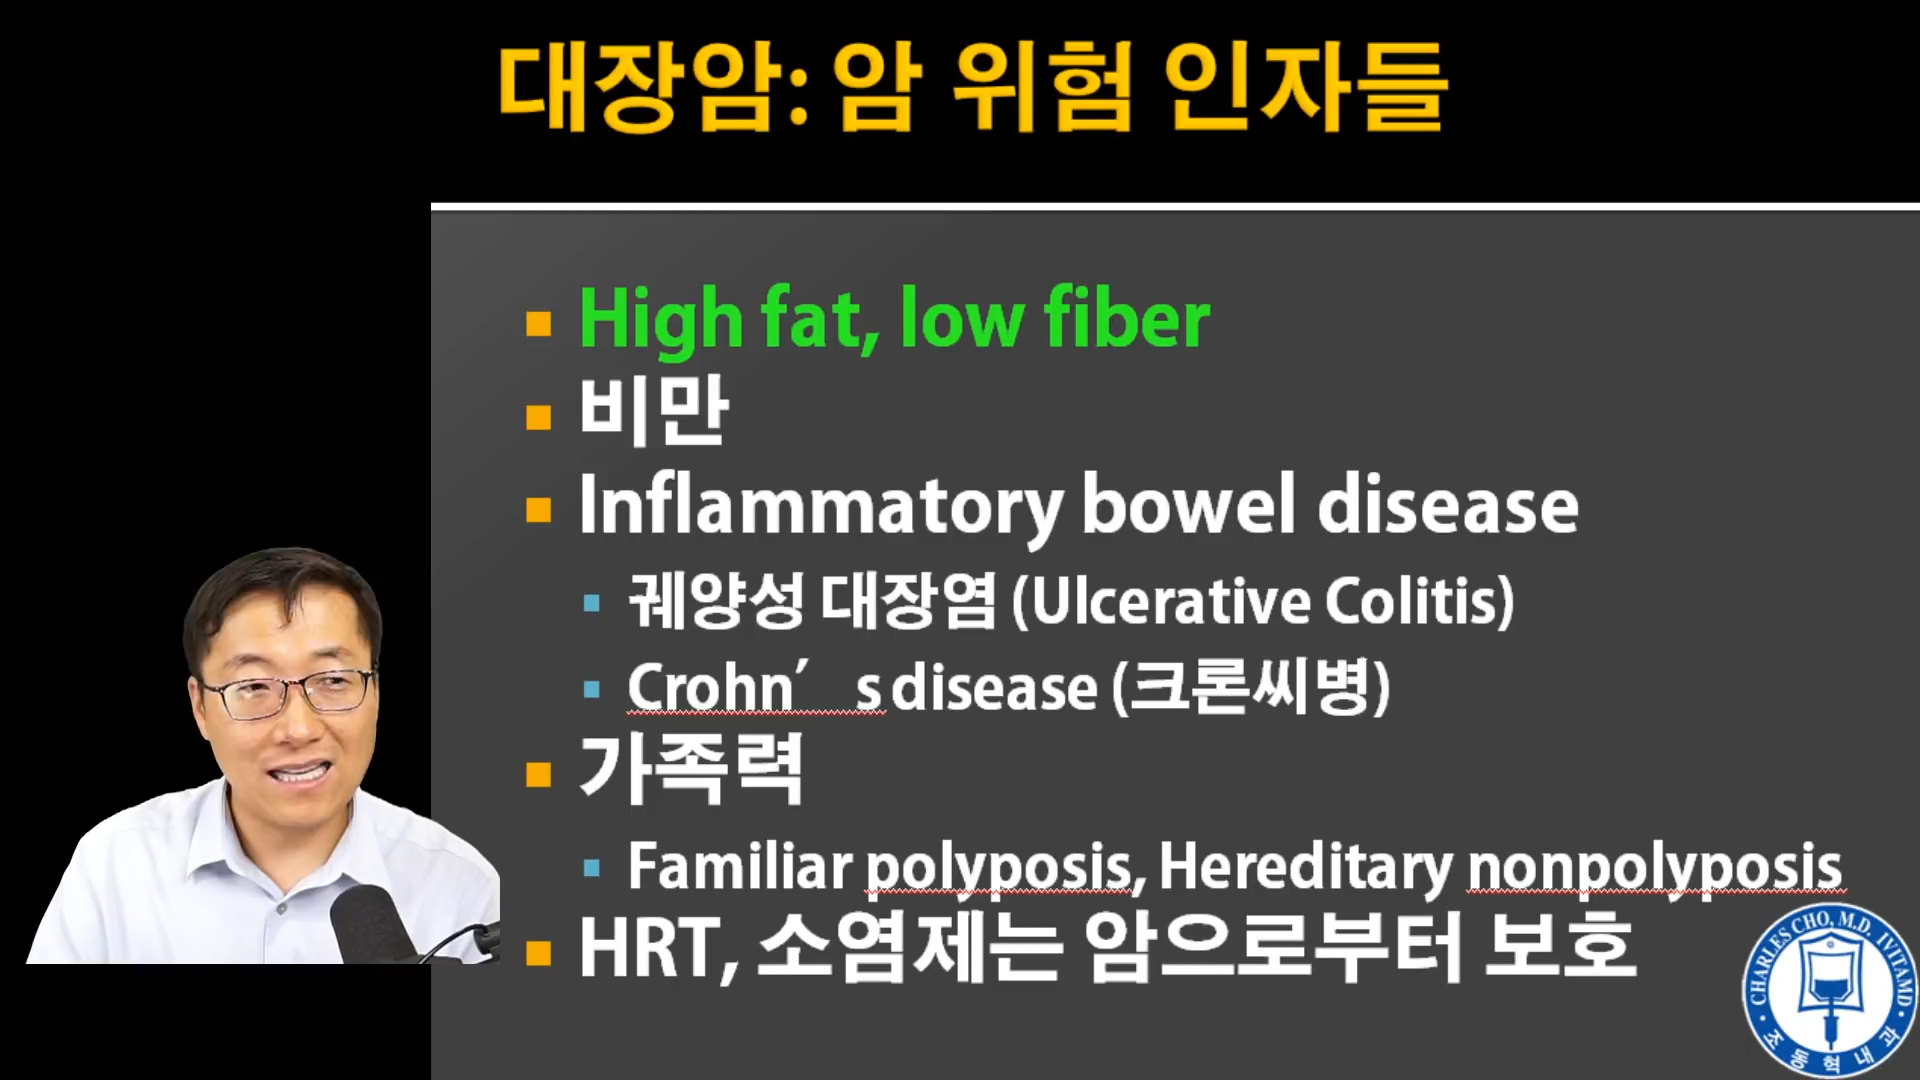 대장암: 암 위험 인자들
High fat, low fiber
비만
Inflammatory bowel disease
궤양성 대장염 (Ulcerative Colitis)
Crohn’ s disease (크론씨병)
가족력
Familiar polyposis, Hereditary nonpolyposis
HRT, 소염제는 암으로부터 보호
CHARLES CHO, M.D. IVITAMD
조동혁내과